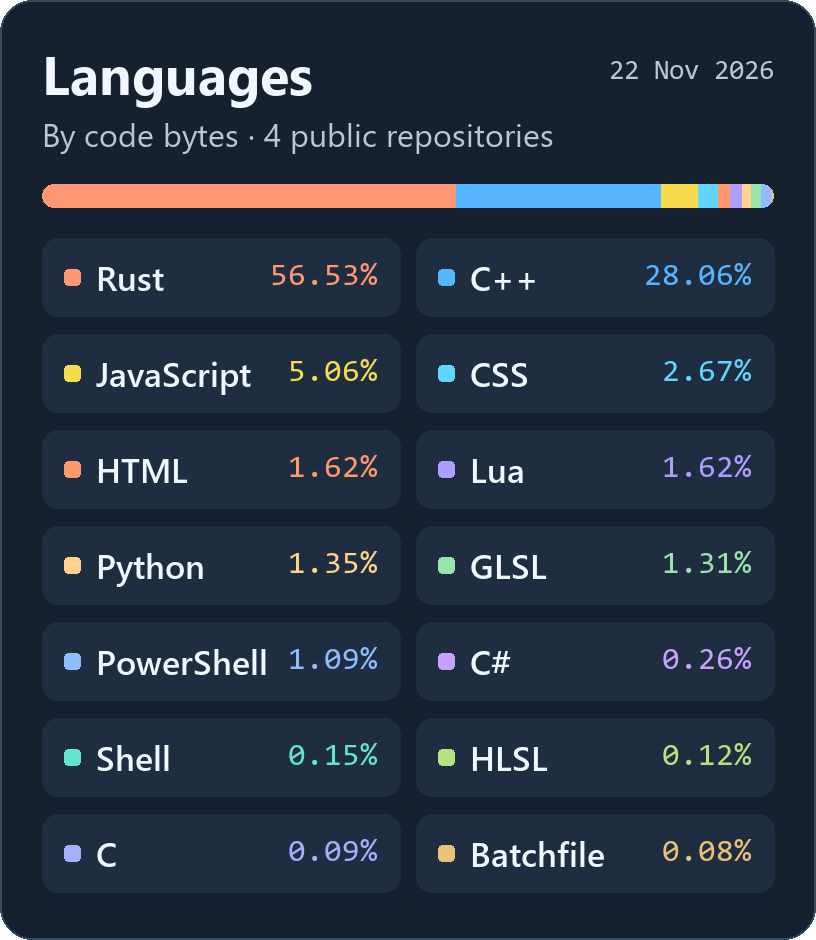 Languages
22 Nov 2026
By code bytes · 4 public repositories
Rust 56.53%
C++ 28.06%
JavaScript 5.06%
CSS 2.67%
HTML 1.62%
Lua 1.62%
Python 1.35%
GLSL 1.31%
PowerShell 1.09%
C# 0.26%
Shell 0.15%
HLSL 0.12%
C 0.09%
Batchfile 0.08%